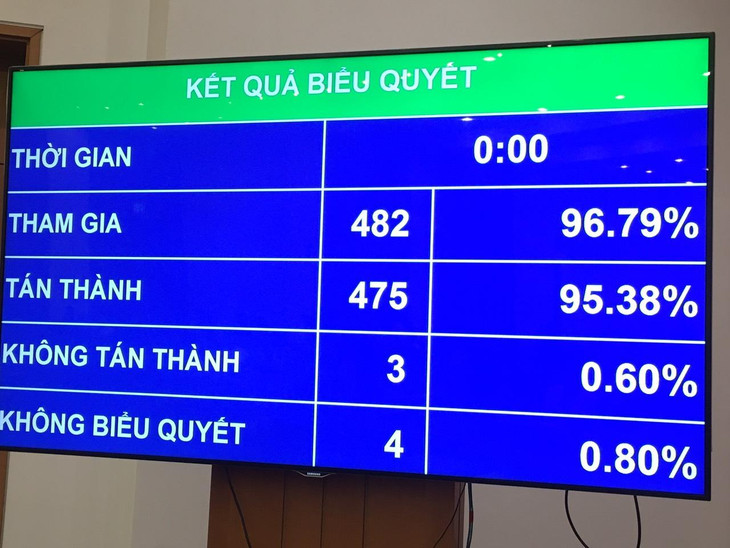 KẾT QUẢ BIỂU QUYẾT
THỜI GIAN 0:00
THAM GIA 482 96.79%
TÁN THÀNH 475 95.38%
KHÔNG TÁN THÀNH 3 0.60%
KHÔNG BIỂU QUYẾT 4 0.80%
SAMSUNG